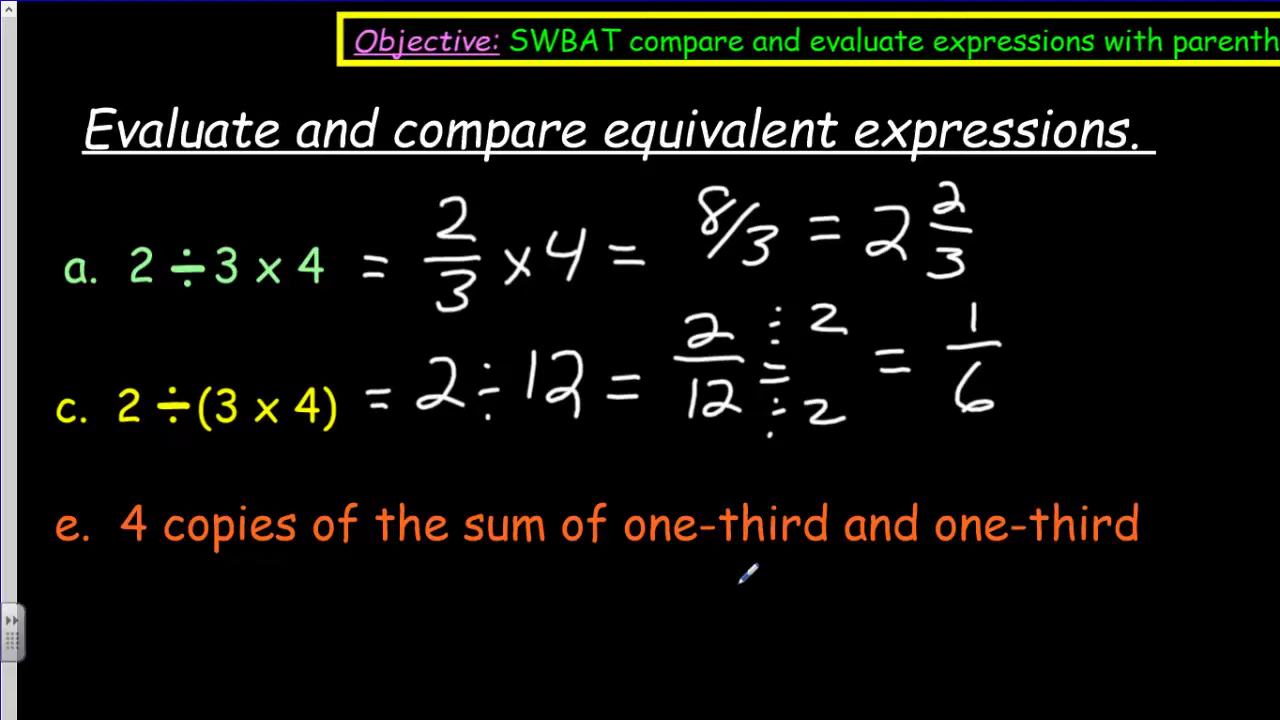 Objective: SWBAT compare and evaluate expressions with parenth
Evaluate and compare equivalent expressions.
a. 2 ÷ 3 x 4 = 2/3 x 4 = 8/3 = 2 2/3
c. 2 ÷ (3 x 4) = 2 ÷ 12 = 2/12 ÷ 2 = ÷ 2 = 1/6
e. 4 copies of the sum of one-third and one-third